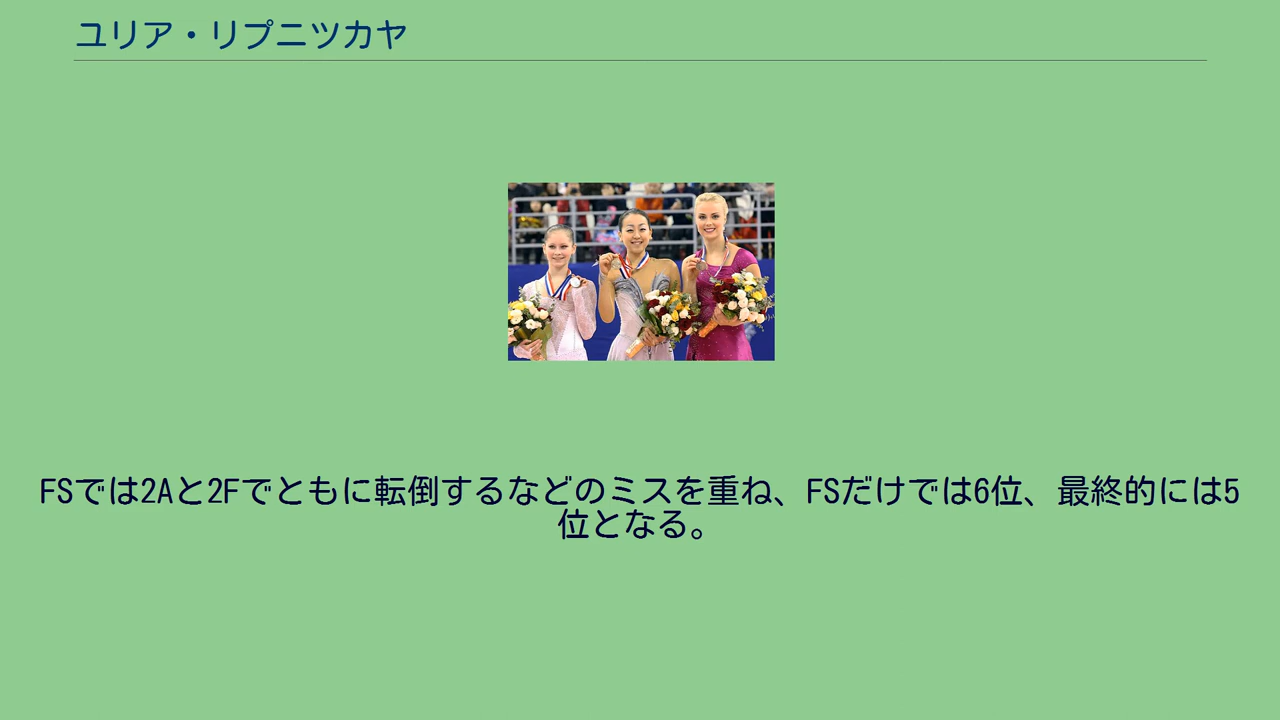 ユリア・リプニツカヤ
FSでは2Aと2Fでともに転倒するなどのミスを重ね、FSだけでは6位、最終的には5
位となる。